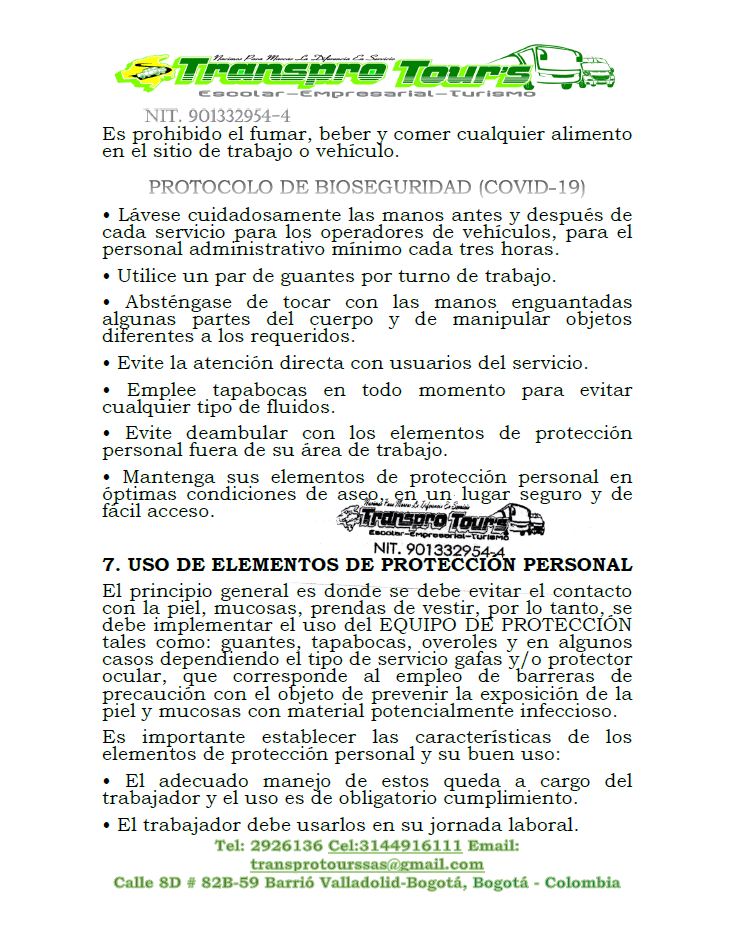 Nacimos Para Marcar La Diferencia En Servicio
Transpro Tour's
Escolar-Empresarial-Turismo
NIT. 901332954-4
Es prohibido el fumar, beber y comer cualquier alimento
en el sitio de trabajo o vehículo.
PROTOCOLO DE BIOSEGURIDAD (COVID-19)
• Lávese cuidadosamente las manos antes y después de
cada servicio para los operadores de vehículos, para el
personal administrativo mínimo cada tres horas.
• Utilice un par de guantes por turno de trabajo.
• Absténgase de tocar con las manos enguantadas
algunas partes del cuerpo y de manipular objetos
diferentes a los requeridos.
• Evite la atención directa con usuarios del servicio.
• Emplee tapabocas en todo momento para evitar
cualquier tipo de fluidos.
• Evite deambular con los elementos de protección
personal fuera de su área de trabajo.
• Mantenga sus elementos de protección personal en
óptimas condiciones de aseo, en un lugar seguro y de
fácil acceso.
Nacimos Para Marcar La Diferencia En Servicio
Transpro Tour's
Escolar-Empresarial-Turismo
NIT. 901332954-4
7. USO DE ELEMENTOS DE PROTECCIÓN PERSONAL
El principio general es donde se debe evitar el contacto
con la piel, mucosas, prendas de vestir, por lo tanto, se
debe implementar el uso del EQUIPO DE PROTECCIÓN
tales como: guantes, tapabocas, overoles y en algunos
casos dependiendo el tipo de servicio gafas y/o protector
ocular, que corresponde al empleo de barreras de
precaución con el objeto de prevenir la exposición de la
piel y mucosas con material potencialmente infeccioso.
Es importante establecer las características de los
elementos de protección personal y su buen uso:
• El adecuado manejo de estos queda a cargo del
trabajador y el uso es de obligatorio cumplimiento.
• El trabajador debe usarlos en su jornada laboral.
Tel: 2926136 Cel:3144916111 Email:
transprotourssas@gmail.com
Calle 8D # 82B-59 Barrió Valladolid-Bogotá, Bogotá - Colombia